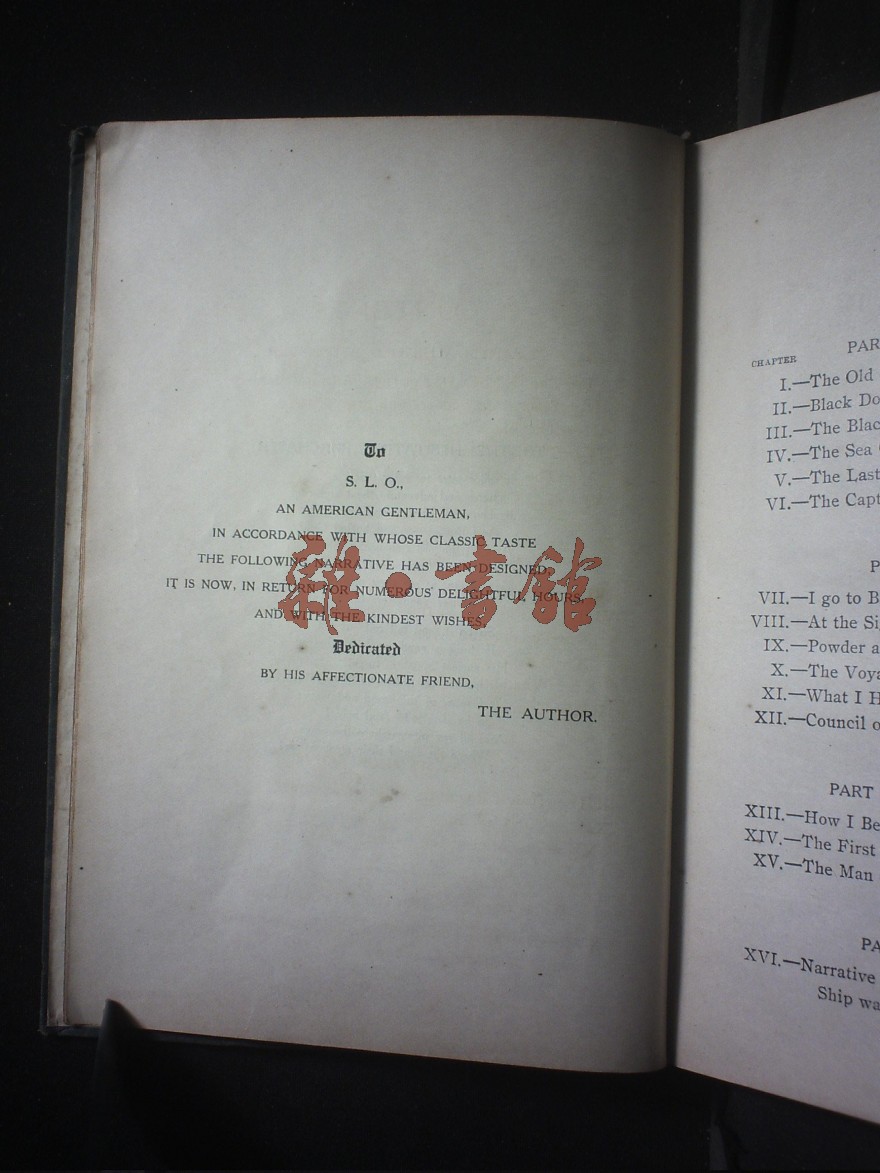 To
S. L. O.,
AN AMERICAN GENTLEMAN,
IN ACCORDANCE WITH WHOSE CLASSIC TASTE
THE FOLLOWING NARRATIVE HAS BEEN DESIGNED,
IT IS NOW, IN RETURN FOR NUMEROUS DELIGHTFUL HOURS,
AND WITH THE KINDEST WISHES,
Dedicated
BY HIS AFFECTIONATE FRIEND,
THE AUTHOR.
雜·書館
PAR
CHAPTER
I.—The Old
II.—Black Do
III.—The Blac
IV.—The Sea
V.—The Last
VI.—The Capt
P
VII.—I go to B
VIII.—At the Si
IX.—Powder a
X.—The Voya
XI.—What I H
XII.—Council o
PART
XIII.—How I Be
XIV.—The First
XV.—The Man
PA
XVI.—Narrative
Ship wa